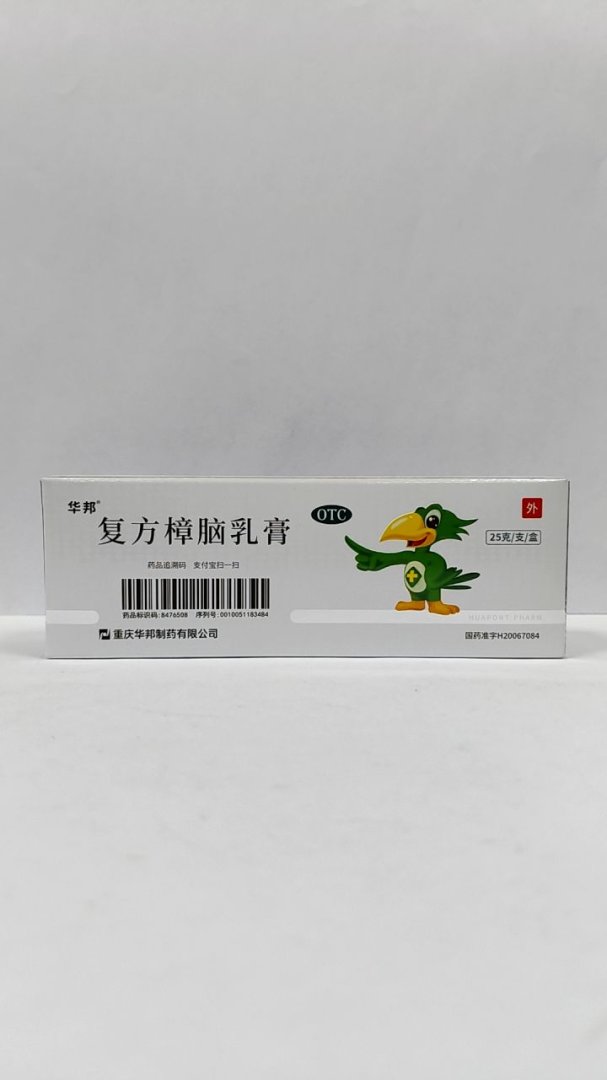 华邦®
复方樟脑乳膏
OTC
外
25克/支/盒
药品追溯码 支付宝扫一扫
药品标识码:8476508 序列号:0010051183484
HUAPONT PHARM
重庆华邦制药有限公司
国药准字H20067084